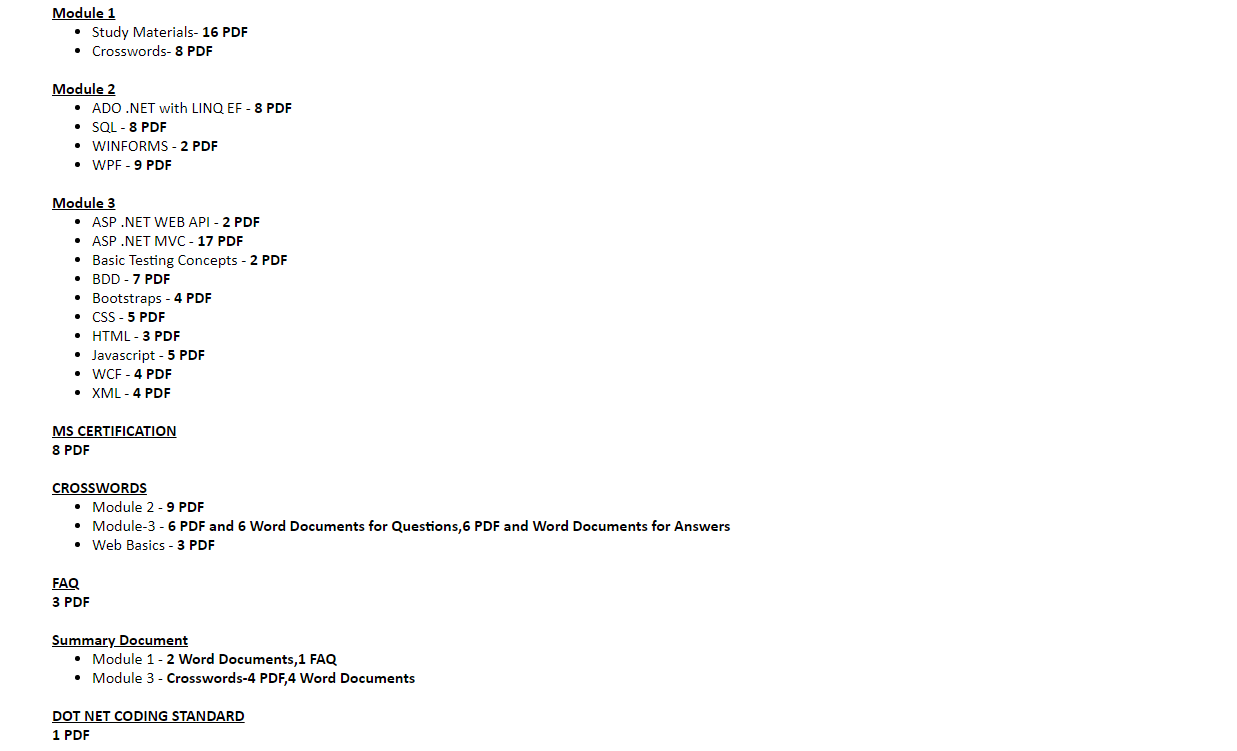 Module 1
• Study Materials- 16 PDF
• Crosswords- 8 PDF
Module 2
• ADO .NET with LINQ EF - 8 PDF
• SQL - 8 PDF
• WINFORMS - 2 PDF
• WPF - 9 PDF
Module 3
• ASP .NET WEB API - 2 PDF
• ASP .NET MVC - 17 PDF
• Basic Testing Concepts - 2 PDF
• BDD - 7 PDF
• Bootstraps - 4 PDF
• CSS - 5 PDF
• HTML - 3 PDF
• Javascript - 5 PDF
• WCF - 4 PDF
• XML - 4 PDF
MS CERTIFICATION
8 PDF
CROSSWORDS
• Module 2 - 9 PDF
• Module-3 - 6 PDF and 6 Word Documents for Questions,6 PDF and Word Documents for Answers
• Web Basics - 3 PDF
FAQ
3 PDF
Summary Document
• Module 1 - 2 Word Documents,1 FAQ
• Module 3 - Crosswords-4 PDF,4 Word Documents
DOT NET CODING STANDARD
1 PDF